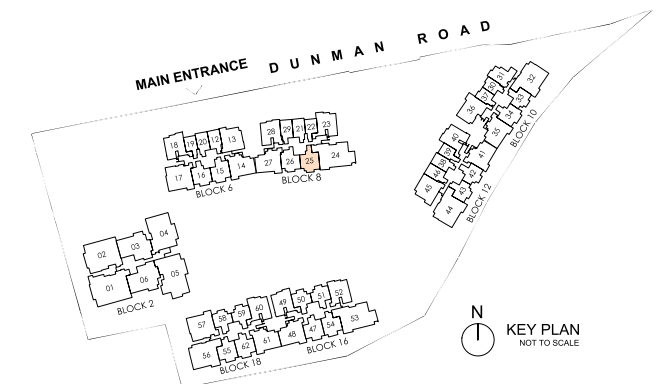 DUNMAN ROAD
MAIN ENTRANCE
18 19 20 12 13
17 16 15 14
BLOCK 6
28 29 21 22 23
27 26 25 24
BLOCK 8
31 32
30
37 33
36 34
35
BLOCK 10
40
39 41
38
46 42
45 43
44
BLOCK 12
02 03 04
01 06 05
BLOCK 2
57 58 59 60
56 55 62 61
BLOCK 18
49 50 51 52
48 47 54 53
BLOCK 16
N
KEY PLAN
NOT TO SCALE